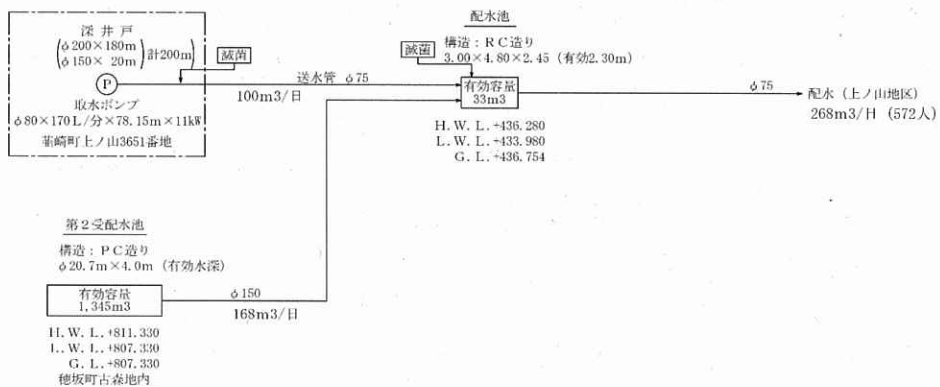 深井戸
φ200×180m
φ150× 20m
計200m
滅菌
P
取水ポンプ
φ80×170L/分×78.15m×11kW
韮崎町上ノ山3651番地
送水管 φ75
100m3/日
配水池
構造:RC造り
3.00×4.80×2.45 (有効2.30m)
滅菌
有効容量
33m3
H.W.L.+436.280
L.W.L.+433.980
G.L.+436.754
φ75
配水(上ノ山地区)
268m3/H (572人)
第2受配水池
構造:PC造り
φ20.7m×4.0m (有効水深)
有効容量
1,345m3
φ150
168m3/日
H.W.L.+811.330
L.W.L.+807.330
G.L.+807.330
穂坂町古森地内